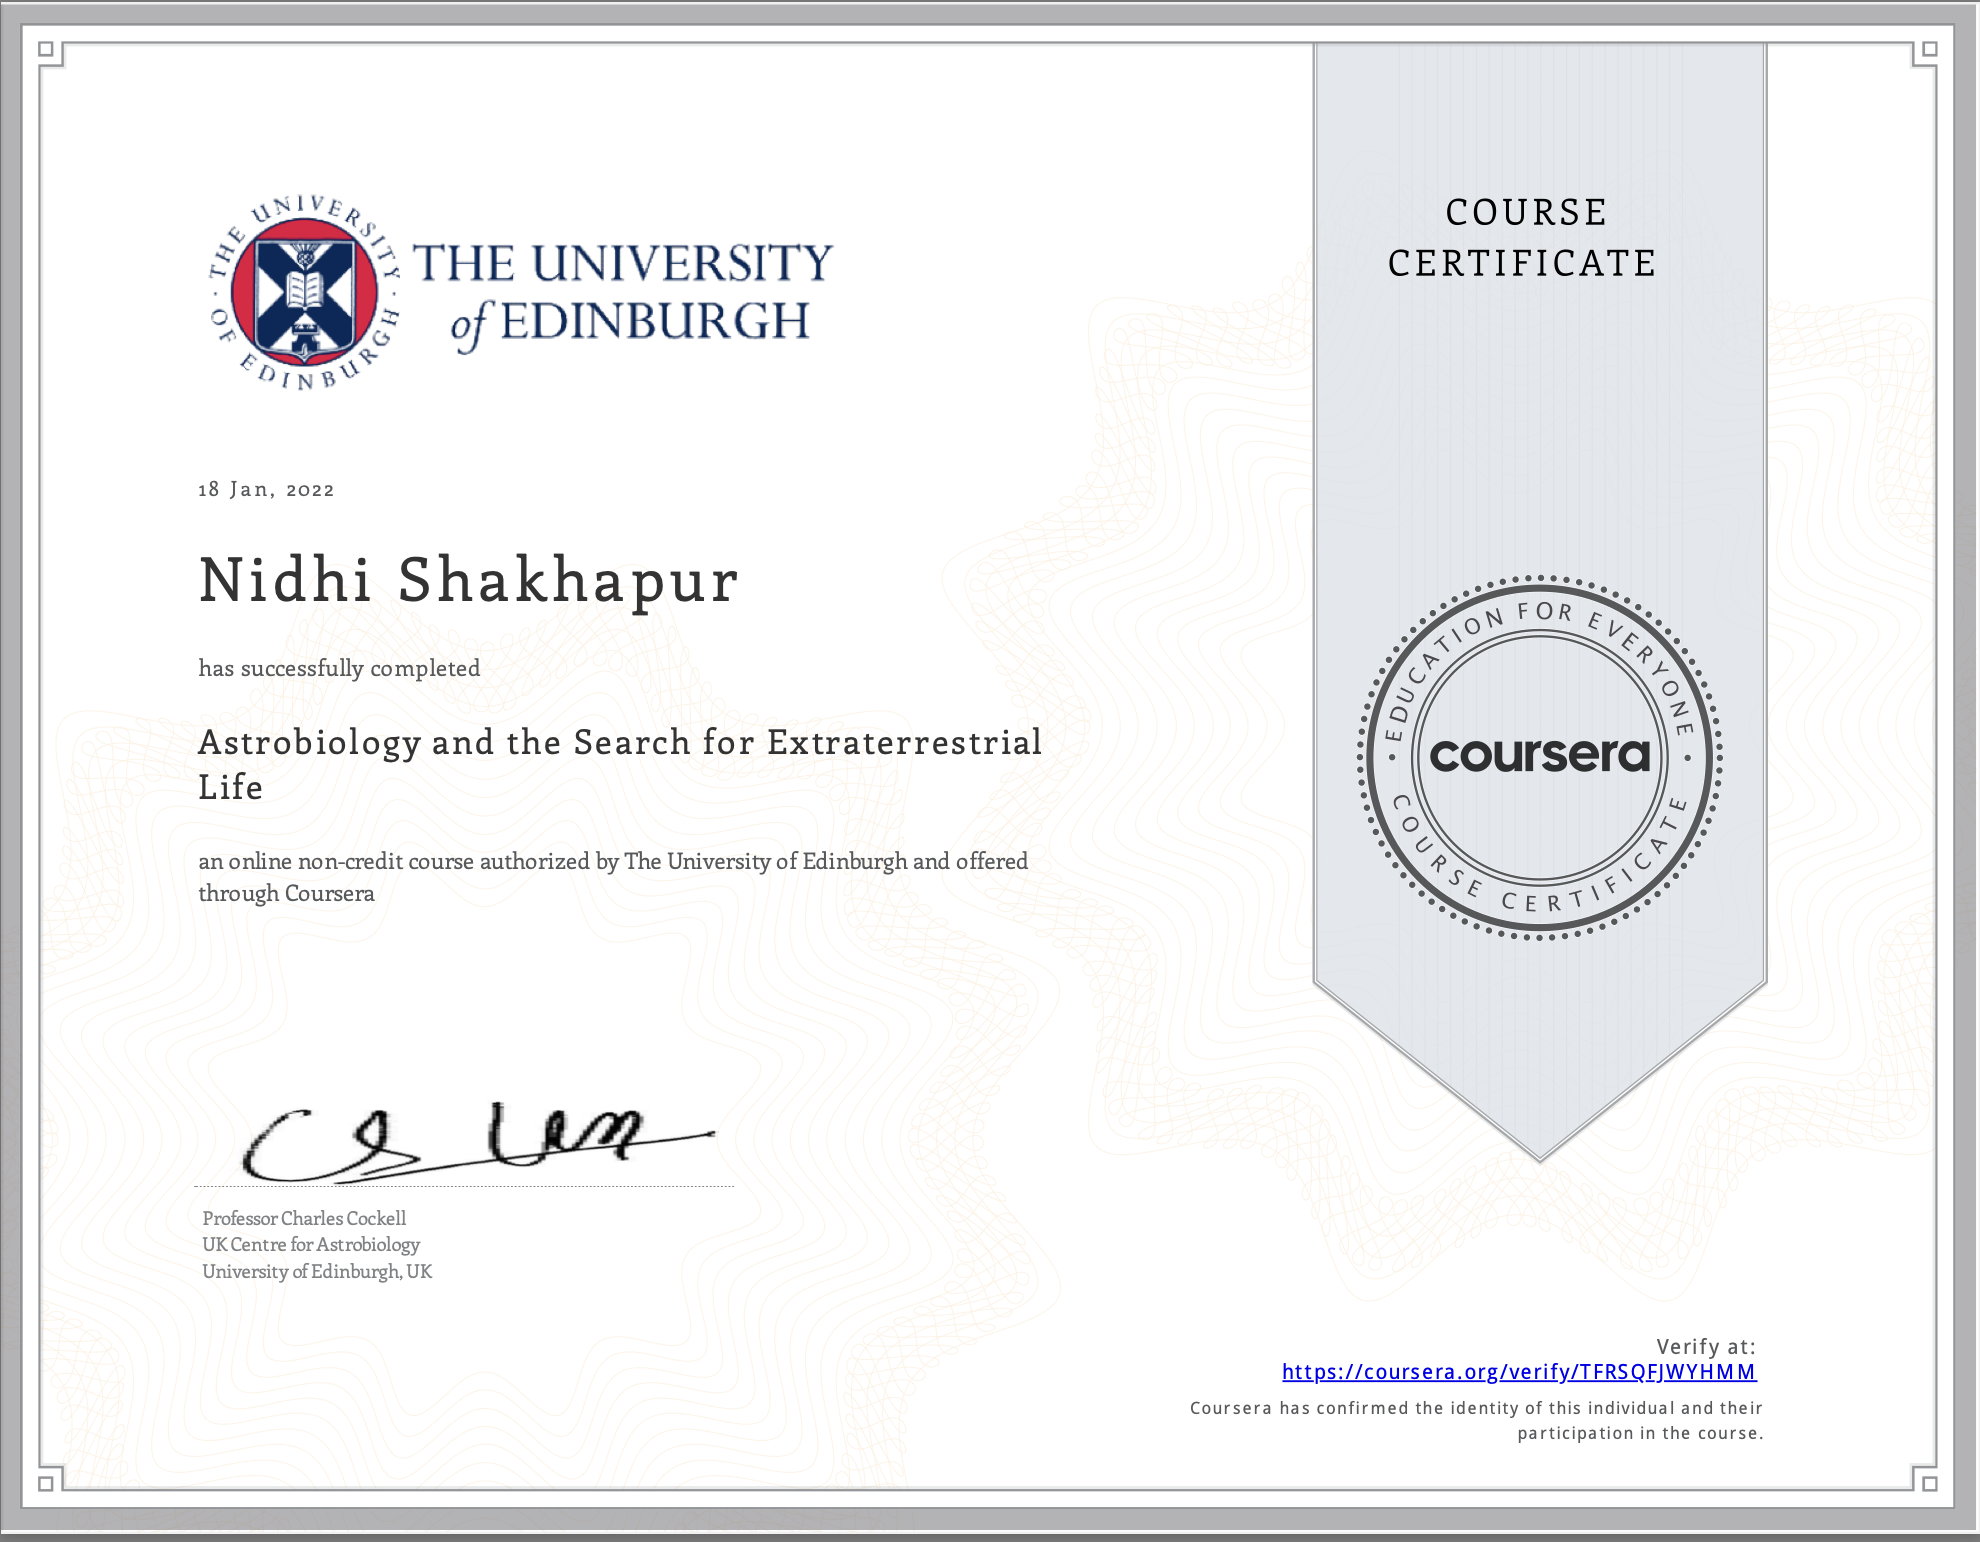 THE UNIVERSITY OF EDINBURGH
THE UNIVERSITY
of EDINBURGH
COURSE
CERTIFICATE
18 Jan, 2022
Nidhi Shakhapur
has successfully completed
Astrobiology and the Search for Extraterrestrial
Life
an online non-credit course authorized by The University of Edinburgh and offered
through Coursera
EDUCATION FOR EVERYONE
coursera
COURSE CERTIFICATE
Professor Charles Cockell
UK Centre for Astrobiology
University of Edinburgh, UK
Verify at:
https://coursera.org/verify/TFRSQFJWYHMM
Coursera has confirmed the identity of this individual and their
participation in the course.